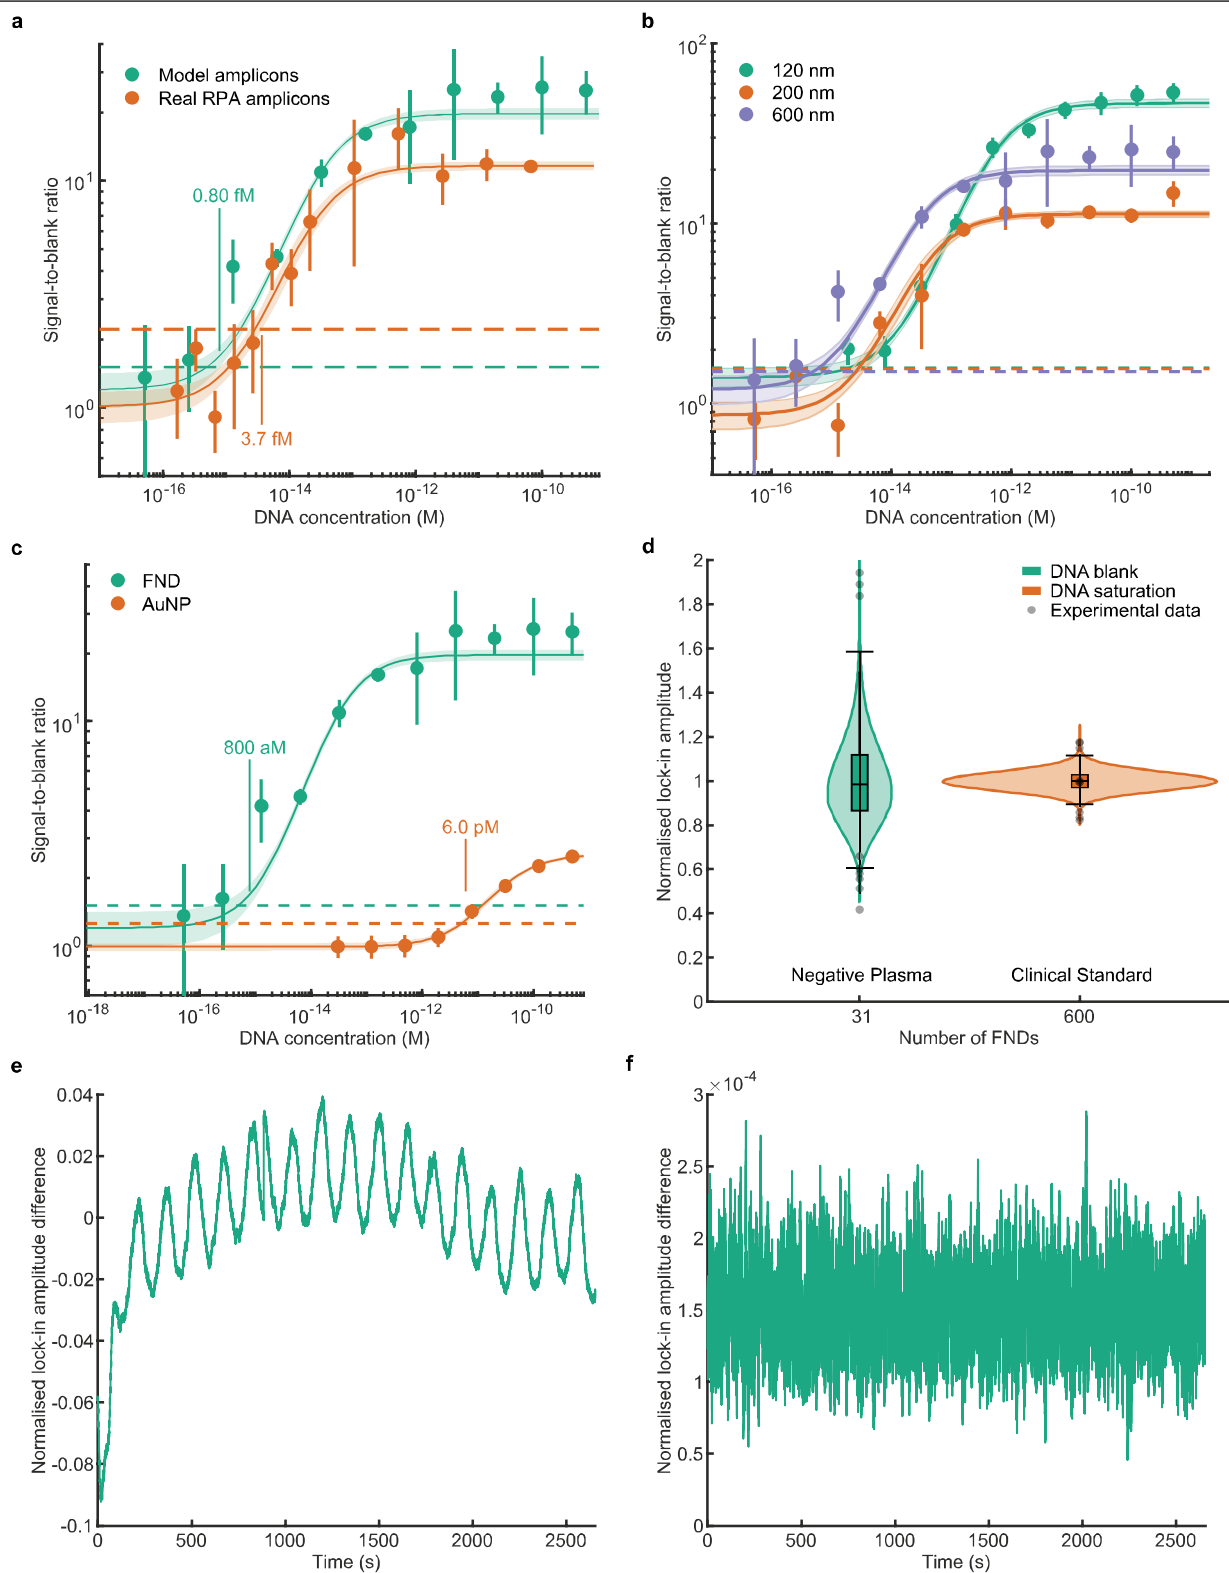 a
Model amplicons
Real RPA amplicons
0.80 fM
3.7 fM
Signal-to-blank ratio
10^1
10^0
10^-16
10^-14
10^-12
10^-10
DNA concentration (M)
b
120 nm
200 nm
600 nm
Signal-to-blank ratio
10^2
10^1
10^0
10^-16
10^-14
10^-12
10^-10
DNA concentration (M)
c
FND
AuNP
800 aM
6.0 pM
Signal-to-blank ratio
10^1
10^0
10^-18
10^-16
10^-14
10^-12
10^-10
DNA concentration (M)
d
DNA blank
DNA saturation
Experimental data
Normalised lock-in amplitude
2
1.8
1.6
1.4
1.2
1
0.8
0.6
0.4
0.2
0
Negative Plasma
Clinical Standard
31
600
Number of FNDs
e
Normalised lock-in amplitude difference
0.04
0.02
0
-0.02
-0.04
-0.06
-0.08
-0.1
0
500
1000
1500
2000
2500
Time (s)
f
×10^-4
Normalised lock-in amplitude difference
3
2.5
2
1.5
1
0.5
0
0
500
1000
1500
2000
2500
Time (s)